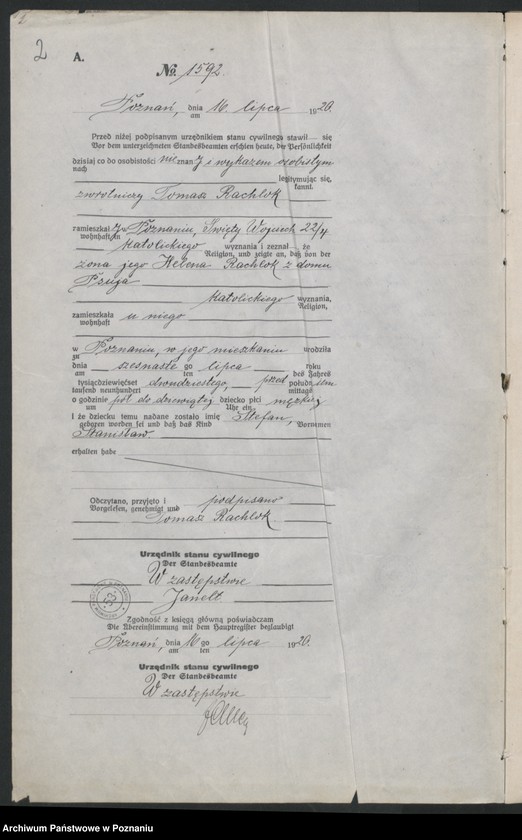 2
A.
№ 1592.
Poznań, dnia 16 lipca 1920.
am
Przed niżej podpisanym urzędnikiem stanu cywilnego stawił się
Vor dem unterzeichneten Standesbeamten erschien heute, der Persönlichkeit
dzisiaj co do osobistości nieznany z wykazem osobistym
nach
legitymując się,
kannt.
zwrotniczy Tomasz Rachlok
zamieszkały w Poznaniu, Święty Wojciech 22/4
wohnhaft in
katolickiego wyznania i zeznał że
Religion, und zeigte an, daß von der
żona jego Helena Rachlok z domu
Psuja
katolickiego wyznania,
Religion,
zamieszkała u niego
wohnhaft
w Poznaniu, w jego mieszkaniu urodziła
zu
dnia szesnastego lipca roku
am ten des Jahres
tysiącdziewięćset dwudziestego, przed południem
tausend neunhundert mittags
o godzinie pół do dziewiątej dziecko płci męzkiej
um Uhr ein
i że dziecku temu nadane zostało imię Stefan,
geboren worden sei und daß das Kind Vornamen
Stanisław.
erhalten habe
Odczytano, przyjęto i podpisano
Vorgelesen, genehmigt und
Tomasz Rachlok
Urzędnik stanu cywilnego
Der Standesbeamte
W zastępstwie
Zgodność z księgą główną poświadczam
Die Übereinstimmung mit dem Hauptregister beglaubigt
Poznań, dnia 16go lipca 1920.
am ten
Urzędnik stanu cywilnego
Der Standesbeamte
W zastępstwie
Archiwum Państwowe w Poznaniu